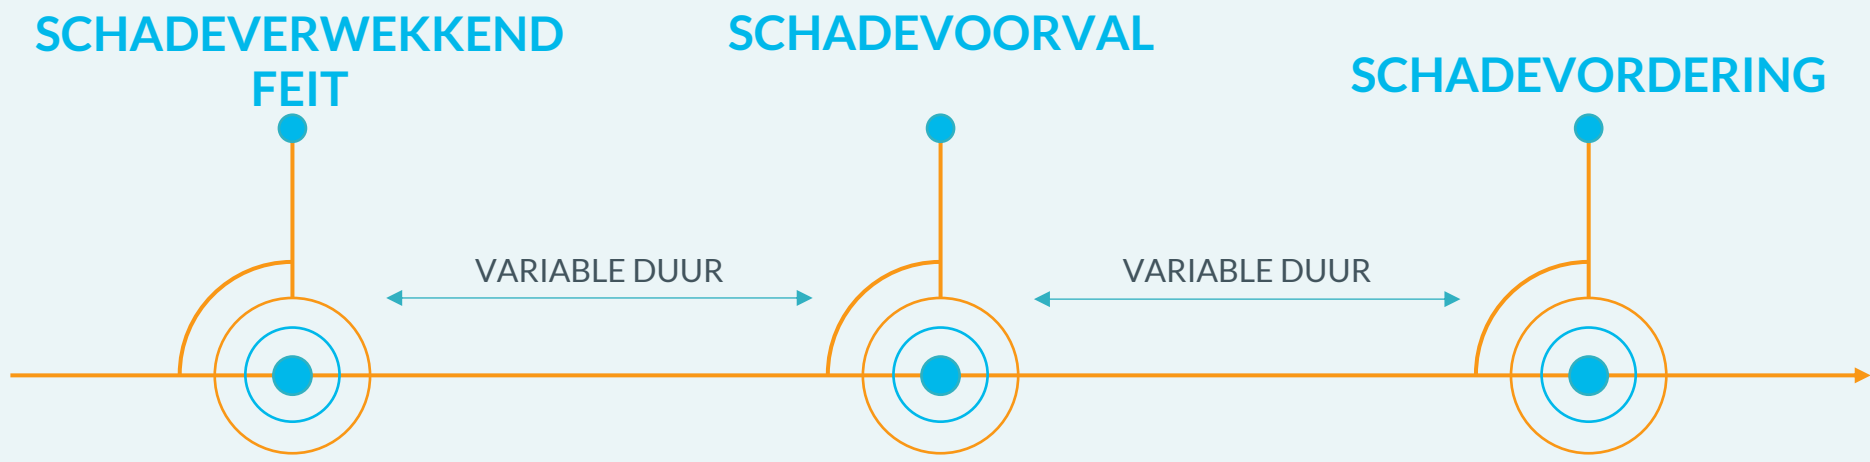 SCHADEVERWEKKEND
FEIT
SCHADEVOORVAL
SCHADEVORDERING
VARIABLE DUUR
VARIABLE DUUR